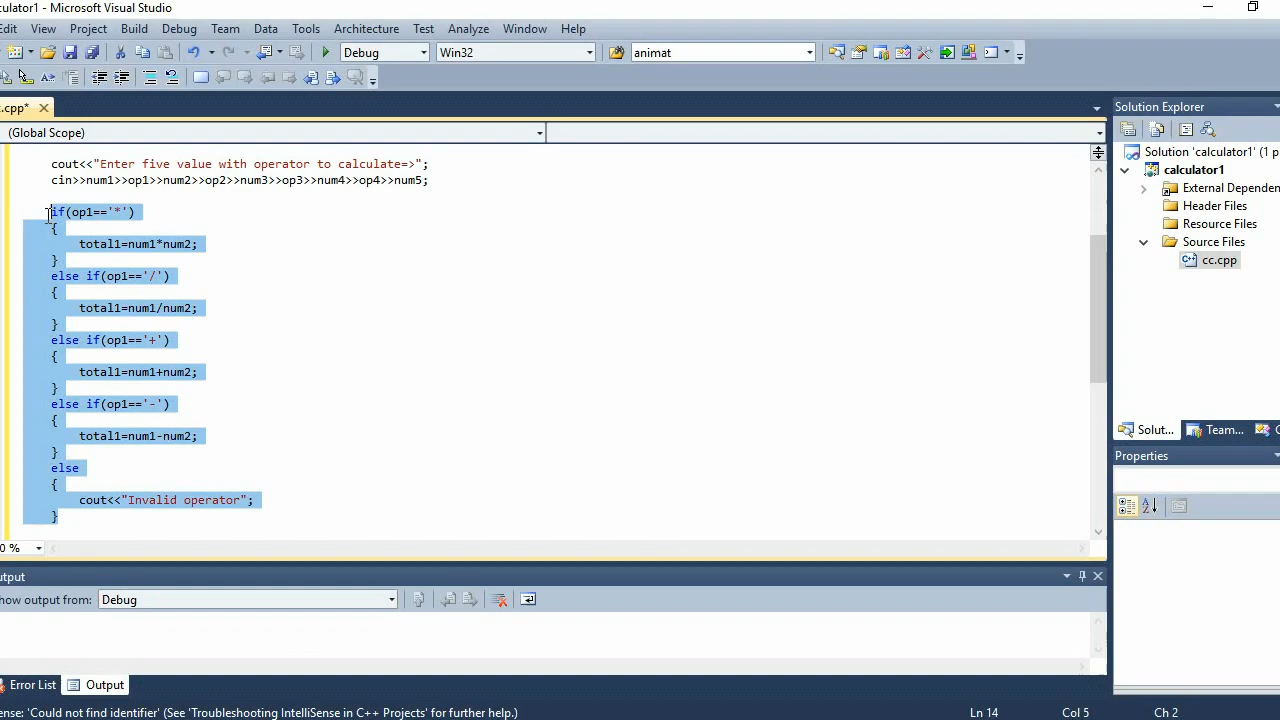 culator1 - Microsoft Visual Studio
Edit View Project Build Debug Team Data Tools Architecture Test Analyze Window Help
Debug Win32 animat
c.cpp*
(Global Scope)
cout<<"Enter five value with operator to calculate=>";
cin>>num1>>op1>>num2>>op2>>num3>>op3>>num4>>op4>>num5;
if(op1=='*')
{
total1=num1*num2;
}
else if(op1=='/')
{
total1=num1/num2;
}
else if(op1=='+')
{
total1=num1+num2;
}
else if(op1=='-')
{
total1=num1-num2;
}
else
{
cout<<"Invalid operator";
}
0 %
Solution Explorer
Solution 'calculator1' (1 p
calculator1
External Dependen
Header Files
Resource Files
Source Files
cc.cpp
Solut... Team... C
Properties
utput
how output from: Debug
Error List Output
ense: 'Could not find identifier' (See 'Troubleshooting IntelliSense in C++ Projects' for further help.)
Ln 14 Col 5 Ch 2